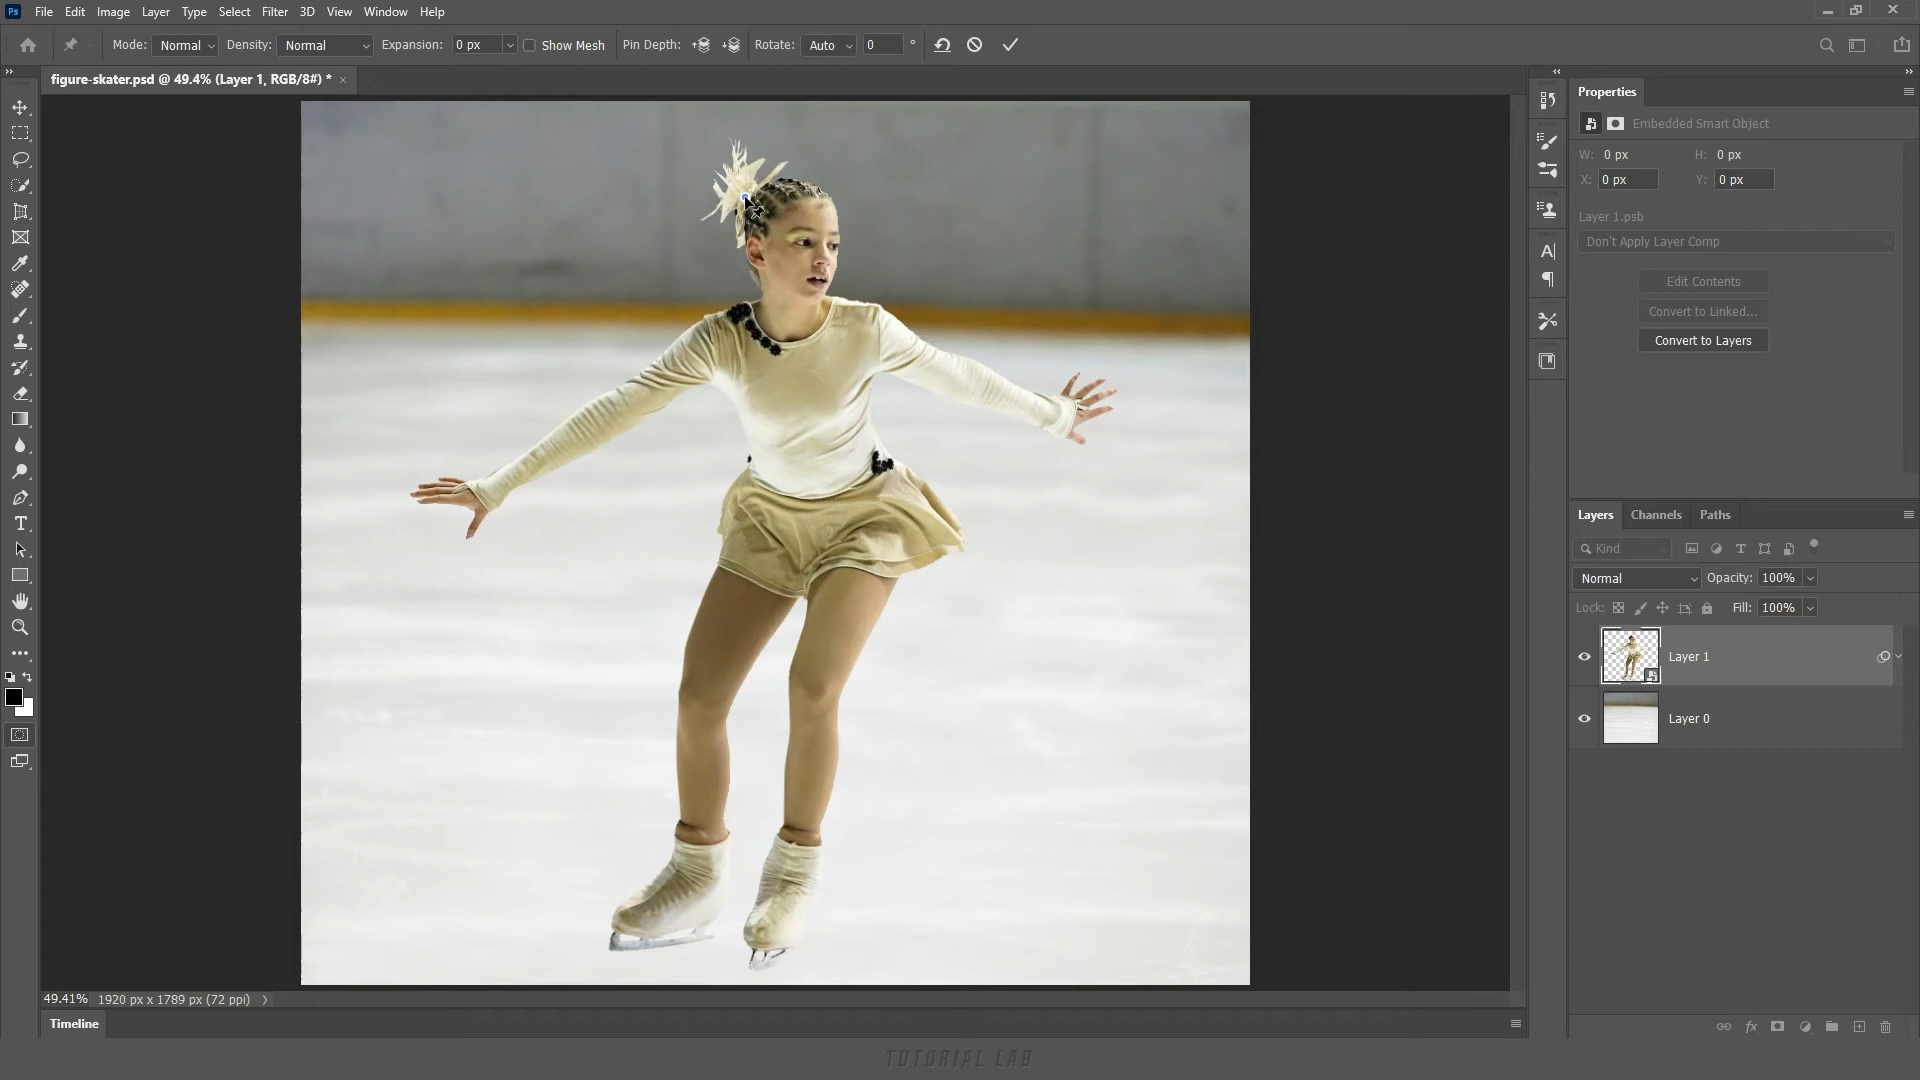 Ps File Edit Image Layer Type Select Filter 3D View Window Help
Mode: Normal Density: Normal Expansion: 0 px Show Mesh Pin Depth: Rotate: Auto 0 °
figure-skater.psd @ 49.4% (Layer 1, RGB/8#) *
Properties
Embedded Smart Object
W: 0 px H: 0 px
X: 0 px Y: 0 px
Layer 1.psb
Don't Apply Layer Comp
Edit Contents
Convert to Linked...
Convert to Layers
Layers Channels Paths
Kind
Normal Opacity: 100%
Lock: Fill: 100%
Layer 1
Layer 0
49.41% 1920 px x 1789 px (72 ppi)
Timeline
TUTORIAL LAB